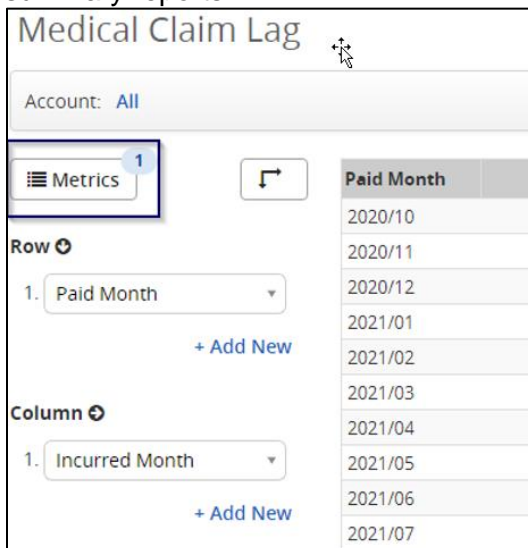 Medical Claim Lag
Account: All
Metrics 1
Row
1. Paid Month
+ Add New
Column
1. Incurred Month
+ Add New
Paid Month
2020/10
2020/11
2020/12
2021/01
2021/02
2021/03
2021/04
2021/05
2021/06
2021/07